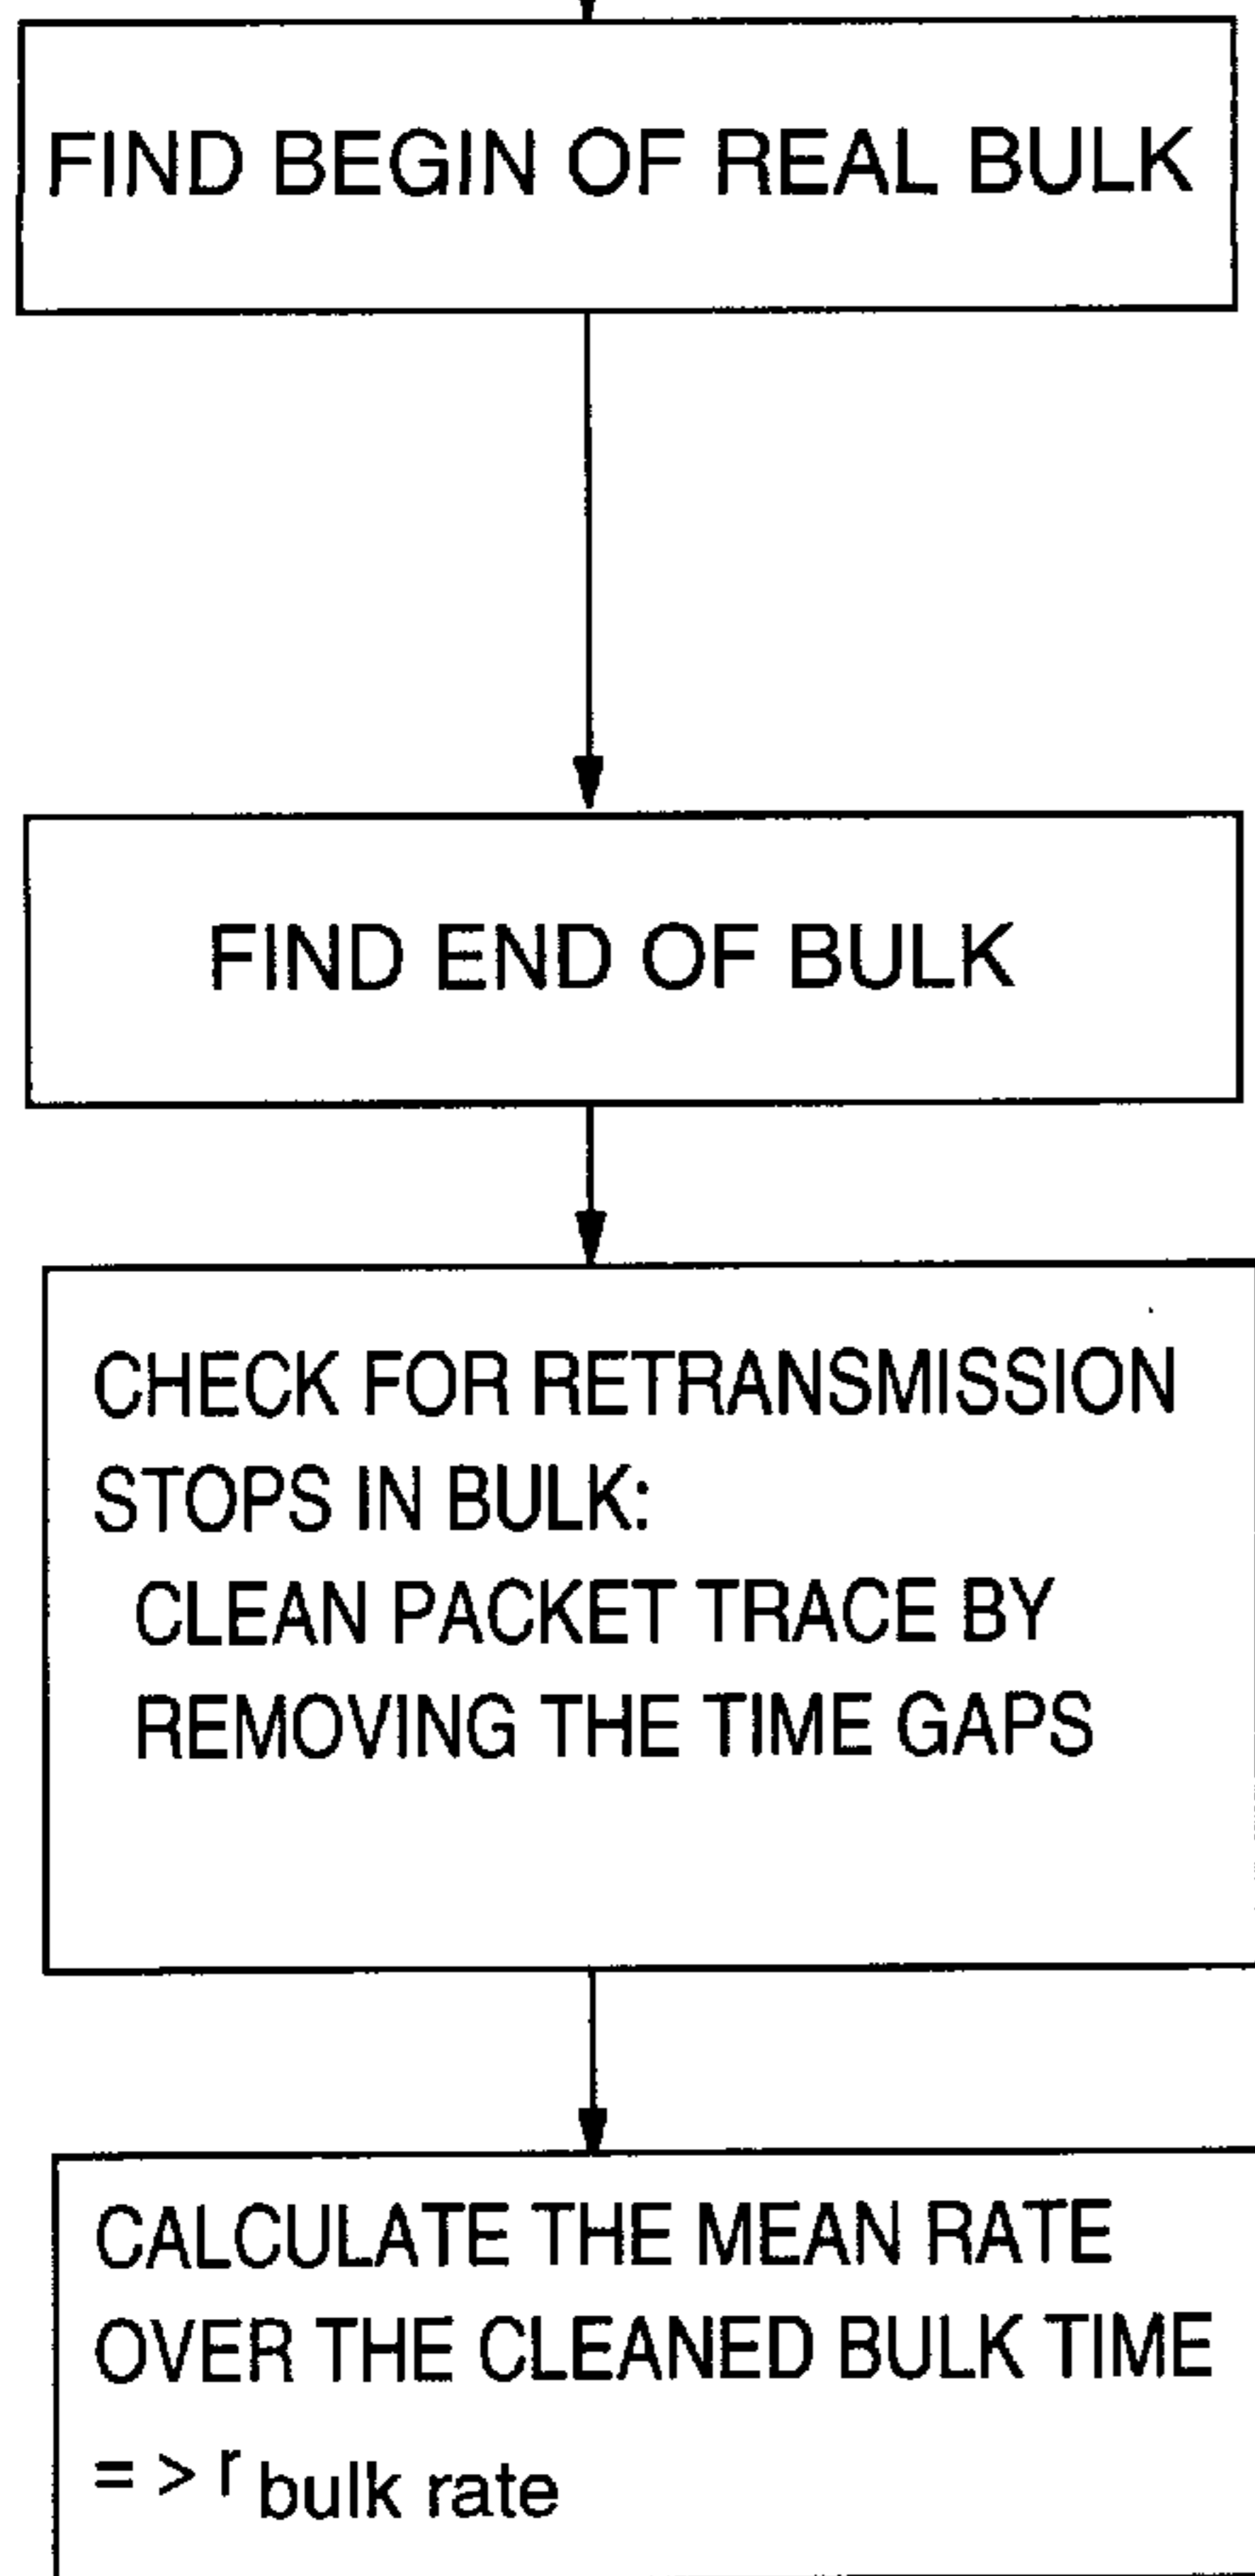 FIND BEGIN OF REAL BULK
FIND END OF BULK
CHECK FOR RETRANSMISSION
STOPS IN BULK:
CLEAN PACKET TRACE BY
REMOVING THE TIME GAPS
CALCULATE THE MEAN RATE
OVER THE CLEANED BULK TIME
= > r bulk rate